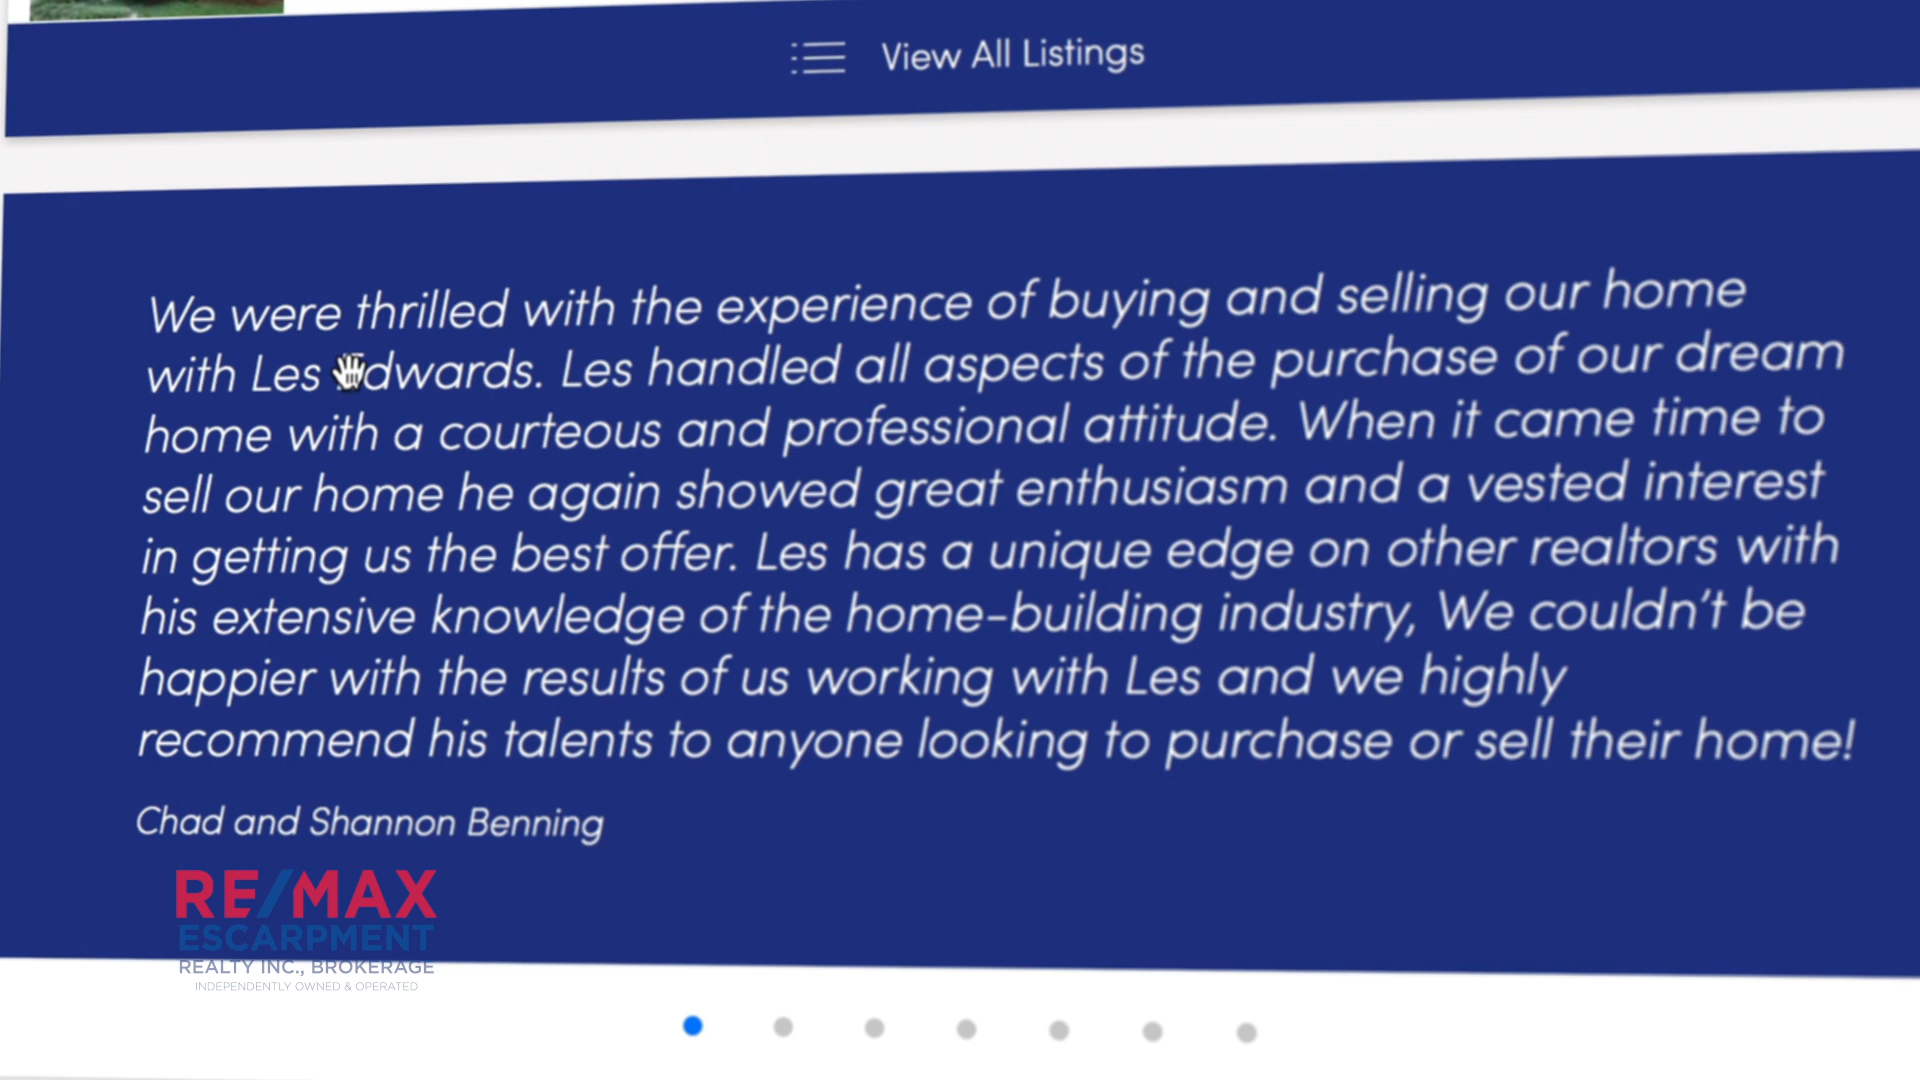 View All Listings
We were thrilled with the experience of buying and selling our home
with Les Edwards. Les handled all aspects of the purchase of our dream
home with a courteous and professional attitude. When it came time to
sell our home he again showed great enthusiasm and a vested interest
in getting us the best offer. Les has a unique edge on other realtors with
his extensive knowledge of the home-building industry, We couldn't be
happier with the results of us working with Les and we highly
recommend his talents to anyone looking to purchase or sell their home!
Chad and Shannon Benning
RE/MAX
ESCARPMENT
REALTY INC., BROKERAGE
INDEPENDENTLY OWNED & OPERATED